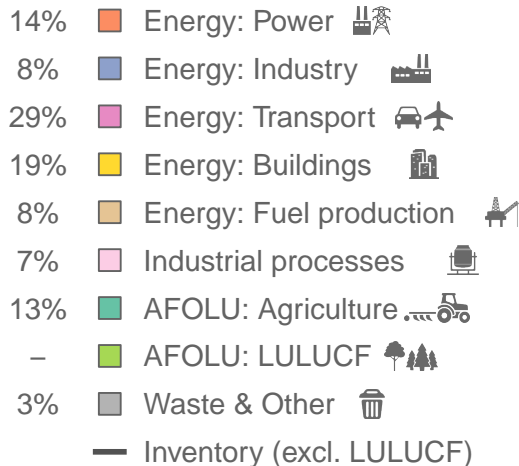 14% Energy: Power
8% Energy: Industry
29% Energy: Transport
19% Energy: Buildings
8% Energy: Fuel production
7% Industrial processes
13% AFOLU: Agriculture
– AFOLU: LULUCF
3% Waste & Other
Inventory (excl. LULUCF)